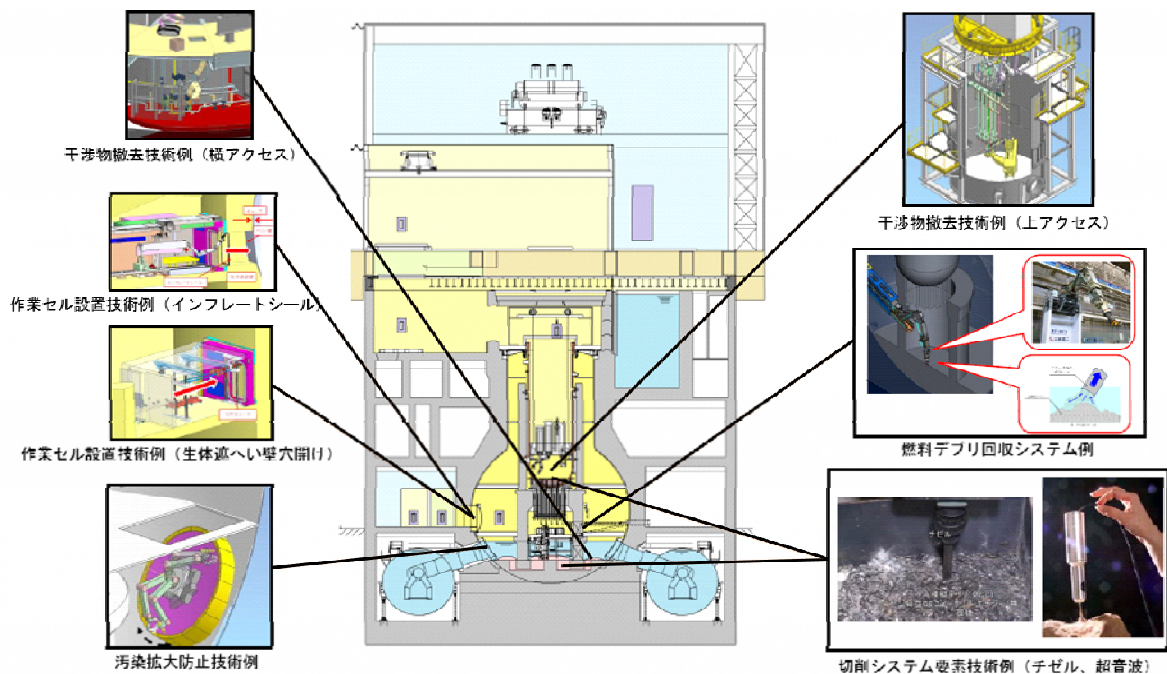 干渉物撤去技術例（横アクセス）
作業セル設置技術例（インフレートシール）
作業セル設置技術例（生体遮へい壁穴開け）
汚染拡大防止技術例
干渉物撤去技術例（上アクセス）
燃料デブリ回収システム例
チゼル
切削システム要素技術例（チゼル、超音波）